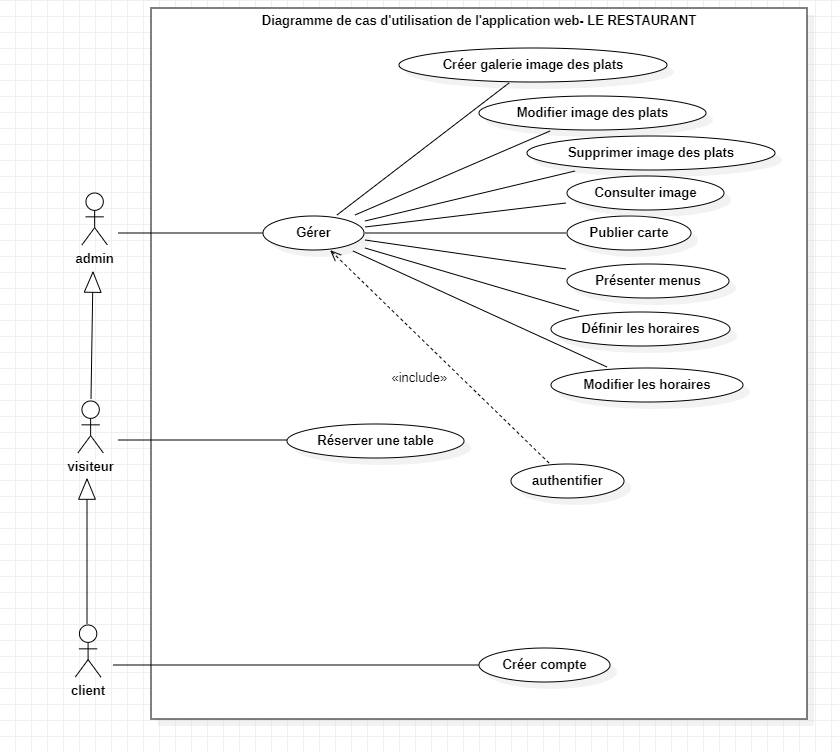 Diagramme de cas d'utilisation de l'application web- LE RESTAURANT
Créer galerie image des plats
Modifier image des plats
Supprimer image des plats
Consulter image
Gérer
Publier carte
admin
Présenter menus
Définir les horaires
«include»
Modifier les horaires
Réserver une table
visiteur
authentifier
Créer compte
client